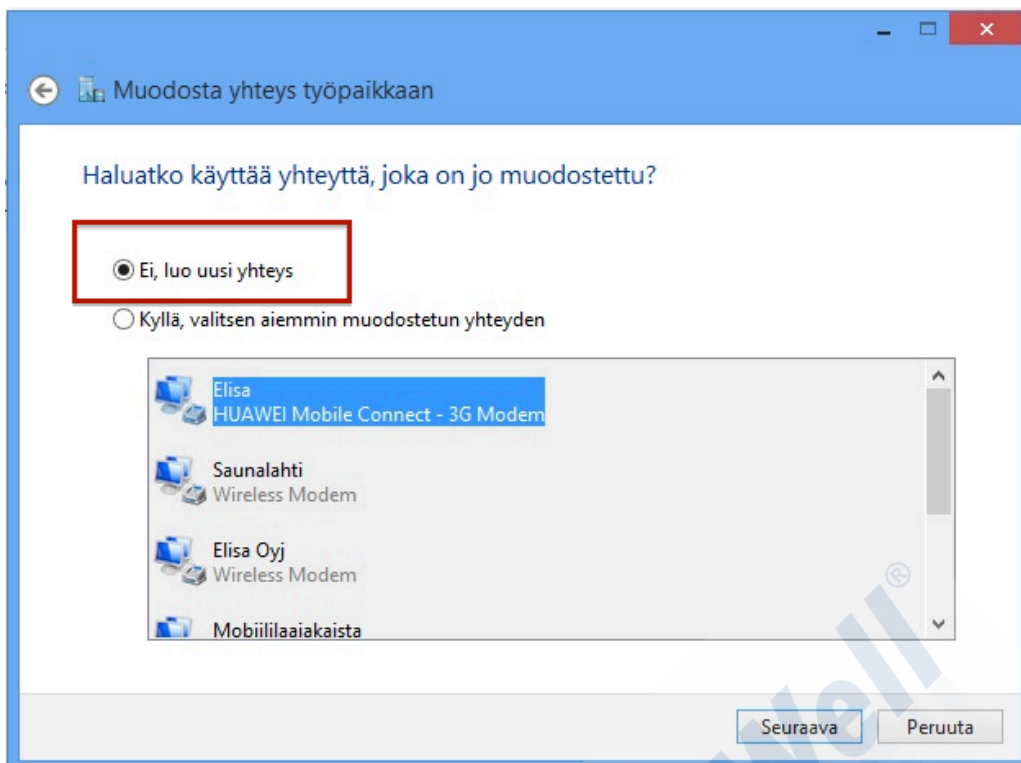 Muodosta yhteys työpaikkaan
Haluatko käyttää yhteyttä, joka on jo muodostettu?
Ei, luo uusi yhteys
Kyllä, valitsen aiemmin muodostetun yhteyden
Elisa
HUAWEI Mobile Connect - 3G Modem
Saunalahti
Wireless Modem
Elisa Oyj
Wireless Modem
Mobiililaajakaista
Seuraava Peruuta